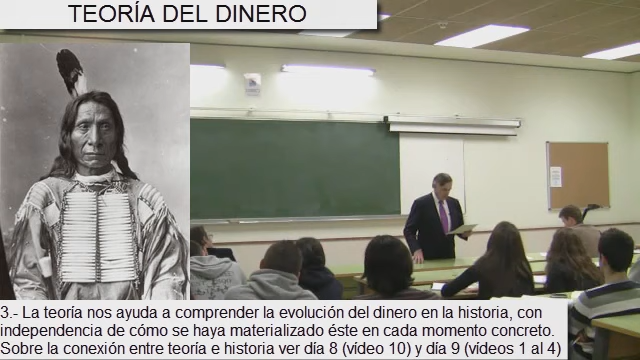 TEORÍA DEL DINERO
3.- La teoría nos ayuda a comprender la evolución del dinero en la historia, con
independencia de cómo se haya materializado éste en cada momento concreto.
Sobre la conexión entre teoría e historia ver día 8 (vídeo 10) y día 9 (vídeos 1 al 4)